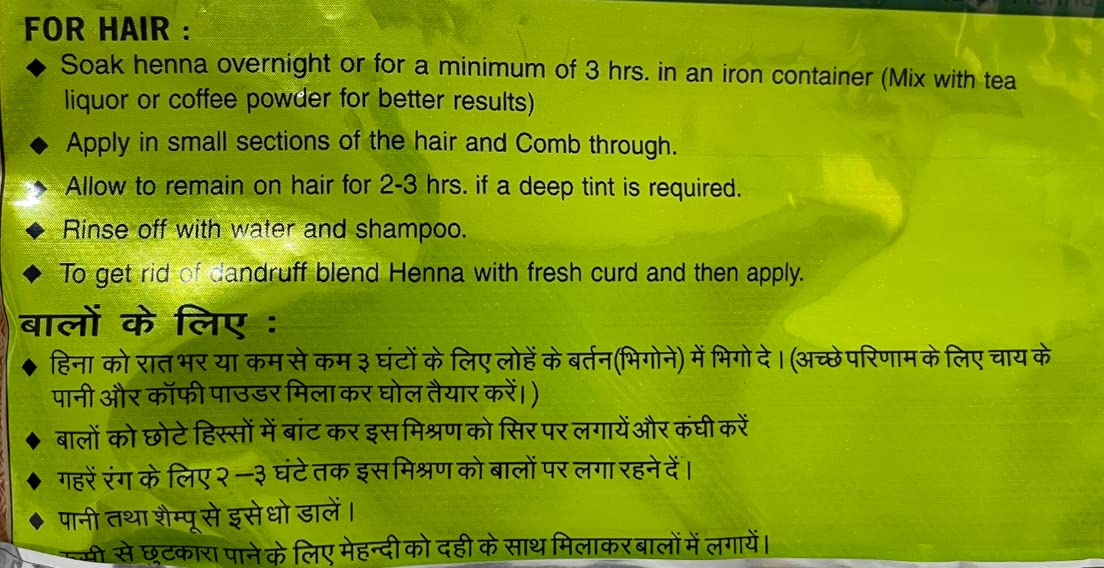 FOR HAIR :
◆ Soak henna overnight or for a minimum of 3 hrs. in an iron container (Mix with tea
liquor or coffee powder for better results)
◆ Apply in small sections of the hair and Comb through.
◆ Allow to remain on hair for 2-3 hrs. if a deep tint is required.
◆ Rinse off with water and shampoo.
◆ To get rid of dandruff blend Henna with fresh curd and then apply.
बालों के लिए :
◆ हिना को रात भर या कम से कम ३ घंटों के लिए लोहें के बर्तन(भिगोने) में भिगो दे। (अच्छे परिणाम के लिए चाय के
पानी और कॉफी पाउडर मिला कर घोल तैयार करें।)
◆ बालों को छोटे हिस्सों में बांट कर इस मिश्रण को सिर पर लगायें और कंघी करें
◆ गहरें रंग के लिए २–३ घंटे तक इस मिश्रण को बालों पर लगा रहने दें।
◆ पानी तथा शैम्पू से इसे धो डालें।
से छुटकारा पाने के लिए मेहन्दी को दही के साथ मिलाकर बालों में लगायें।